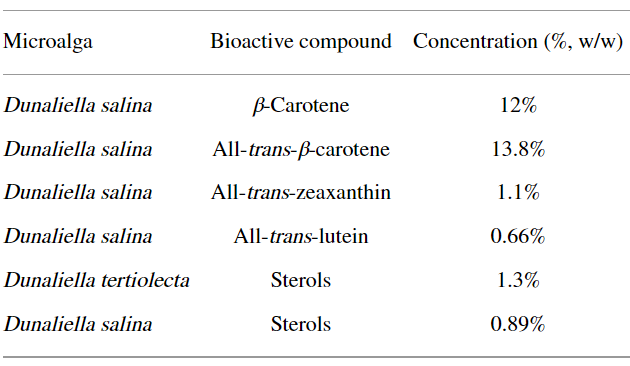 Microalga Bioactive compound Concentration (%, w/w)
Dunaliella salina β-Carotene 12%
Dunaliella salina All-trans-β-carotene 13.8%
Dunaliella salina All-trans-zeaxanthin 1.1%
Dunaliella salina All-trans-lutein 0.66%
Dunaliella tertiolecta Sterols 1.3%
Dunaliella salina Sterols 0.89%